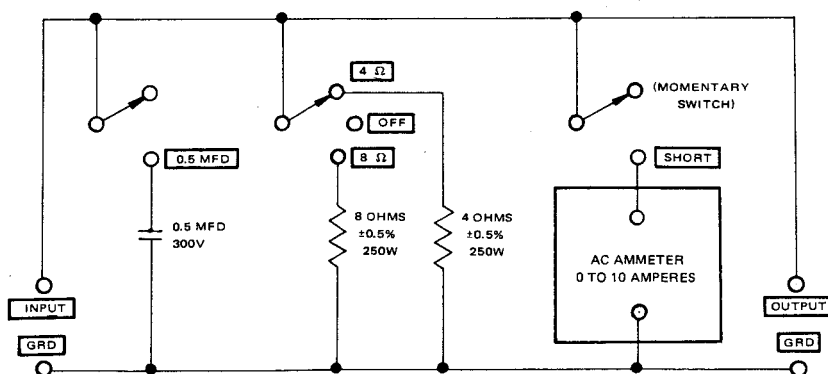 4 Ω
(MOMENTARY
SWITCH)
OFF
0.5 MFD
8 Ω
SHORT
0.5 MFD
300V
8 OHMS
±0.5%
250W
4 OHMS
±0.5%
250W
AC AMMETER
0 TO 10 AMPERES
INPUT
OUTPUT
GRD
GRD